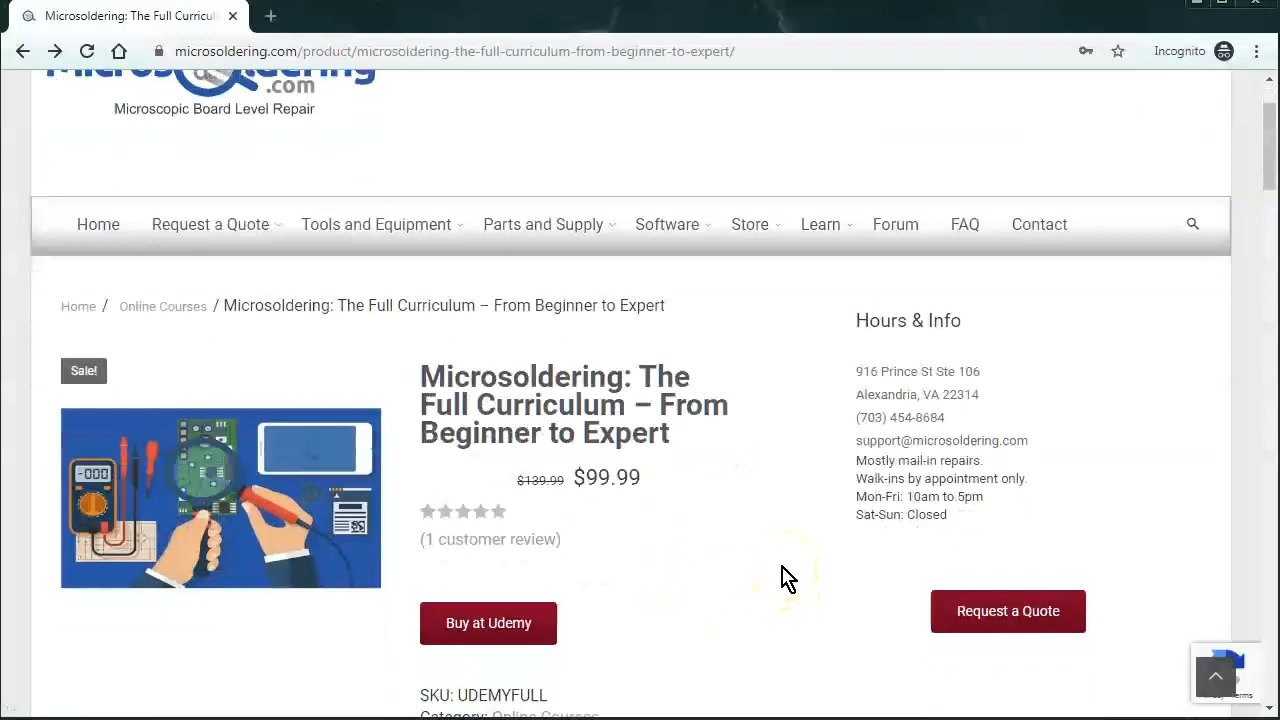 Microsoldering: The Full Curricul
microsoldering.com/product/microsoldering-the-full-curriculum-from-beginner-to-expert/
Incognito
.com
Microscopic Board Level Repair
Home Request a Quote Tools and Equipment Parts and Supply Software Store Learn Forum FAQ Contact
Home / Online Courses / Microsoldering: The Full Curriculum – From Beginner to Expert
Sale!
-000
Microsoldering: The
Full Curriculum – From
Beginner to Expert
$139.99 $99.99
(1 customer review)
Buy at Udemy
SKU: UDEMYFULL
Category: Online Courses
Hours & Info
916 Prince St Ste 106
Alexandria, VA 22314
(703) 454-8684
support@microsoldering.com
Mostly mail-in repairs.
Walk-ins by appointment only.
Mon-Fri: 10am to 5pm
Sat-Sun: Closed
Request a Quote